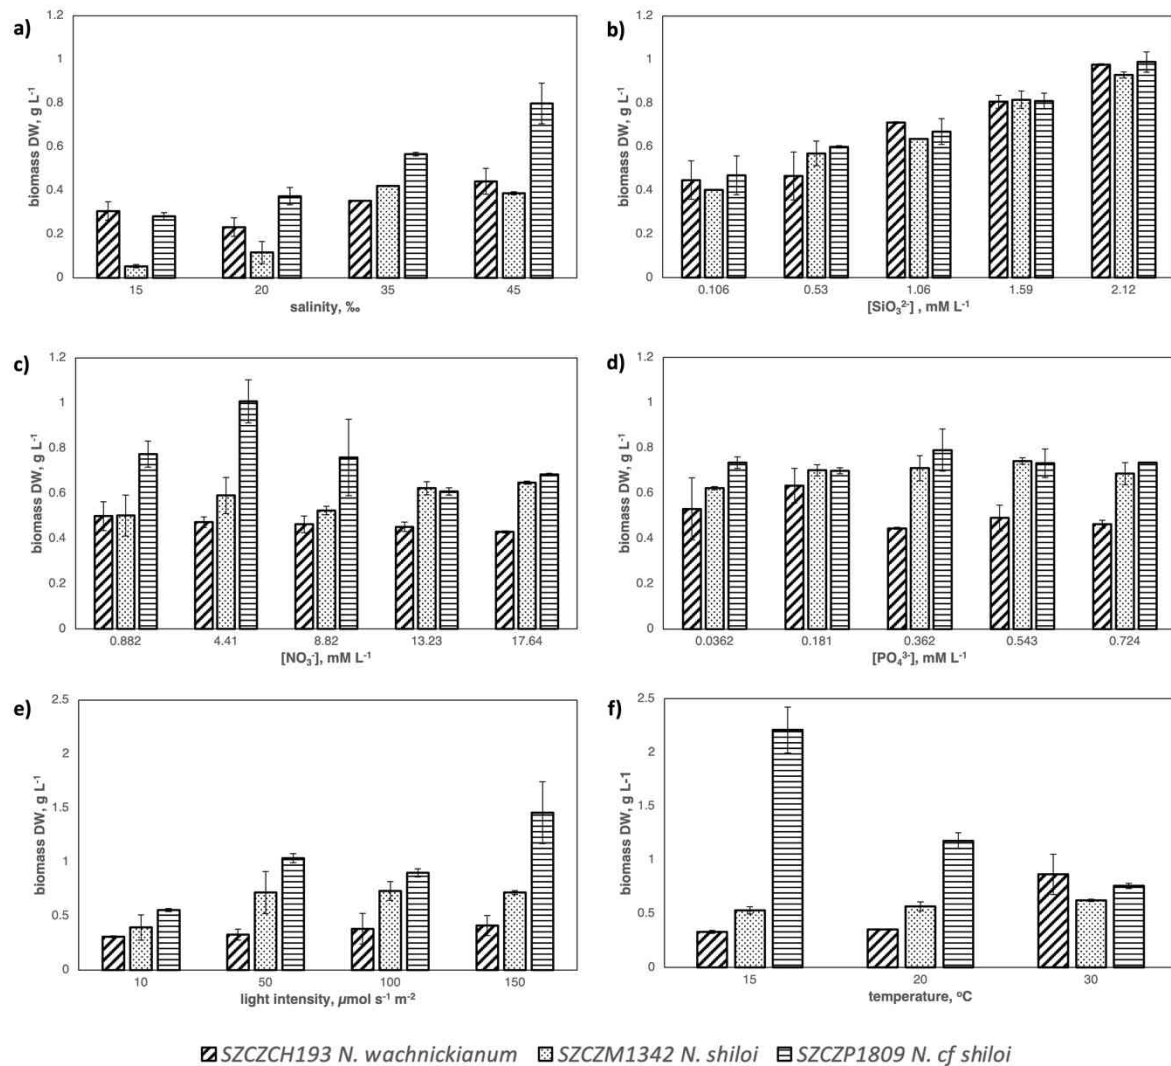 a)
1.2
1
0.8
0.6
0.4
0.2
0
biomass DW, g L⁻¹
15 20 35 45
salinity, ‰
b)
1.2
1
0.8
0.6
0.4
0.2
0
biomass DW, g L⁻¹
0.106 0.53 1.06 1.59 2.12
[SiO₃²⁻] , mM L⁻¹
c)
1.2
1
0.8
0.6
0.4
0.2
0
biomass DW, g L⁻¹
0.882 4.41 8.82 13.23 17.64
[NO₃⁻], mM L⁻¹
d)
1.2
1
0.8
0.6
0.4
0.2
0
biomass DW, g L⁻¹
0.0362 0.181 0.362 0.543 0.724
[PO₄³⁻], mM L⁻¹
e)
2.5
2
1.5
1
0.5
0
biomass DW, g L⁻¹
10 50 100 150
light intensity, µmol s⁻¹ m⁻²
f)
2.5
2
1.5
1
0.5
0
biomass DW, g L-1
15 20 30
temperature, ºC
SZCZCH193 N. wachnickianum SZCZM1342 N. shiloi SZCZP1809 N. cf shiloi